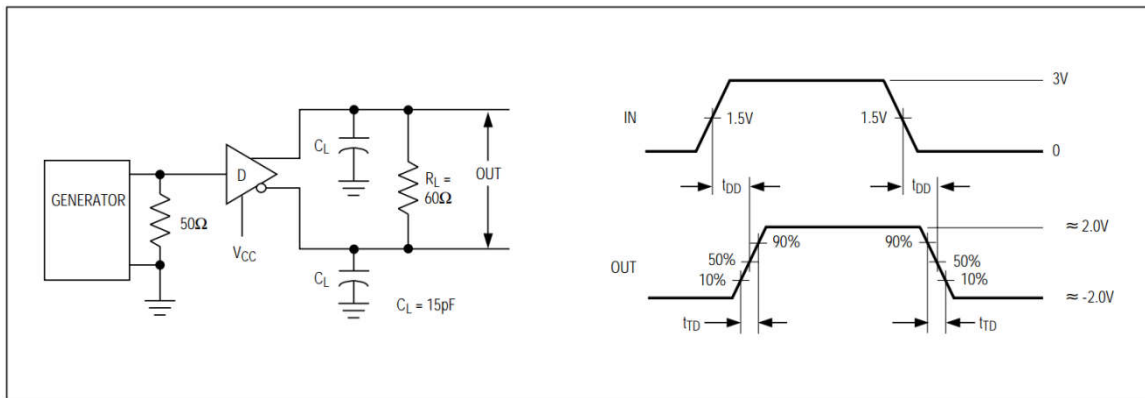 GENERATOR
50Ω
D
VCC
CL
CL
CL = 15pF
RL =
60Ω
OUT
IN
1.5V
1.5V
3V
0
tDD
tDD
OUT
90%
50%
10%
90%
50%
10%
≈ 2.0V
≈ -2.0V
tTD
tTD